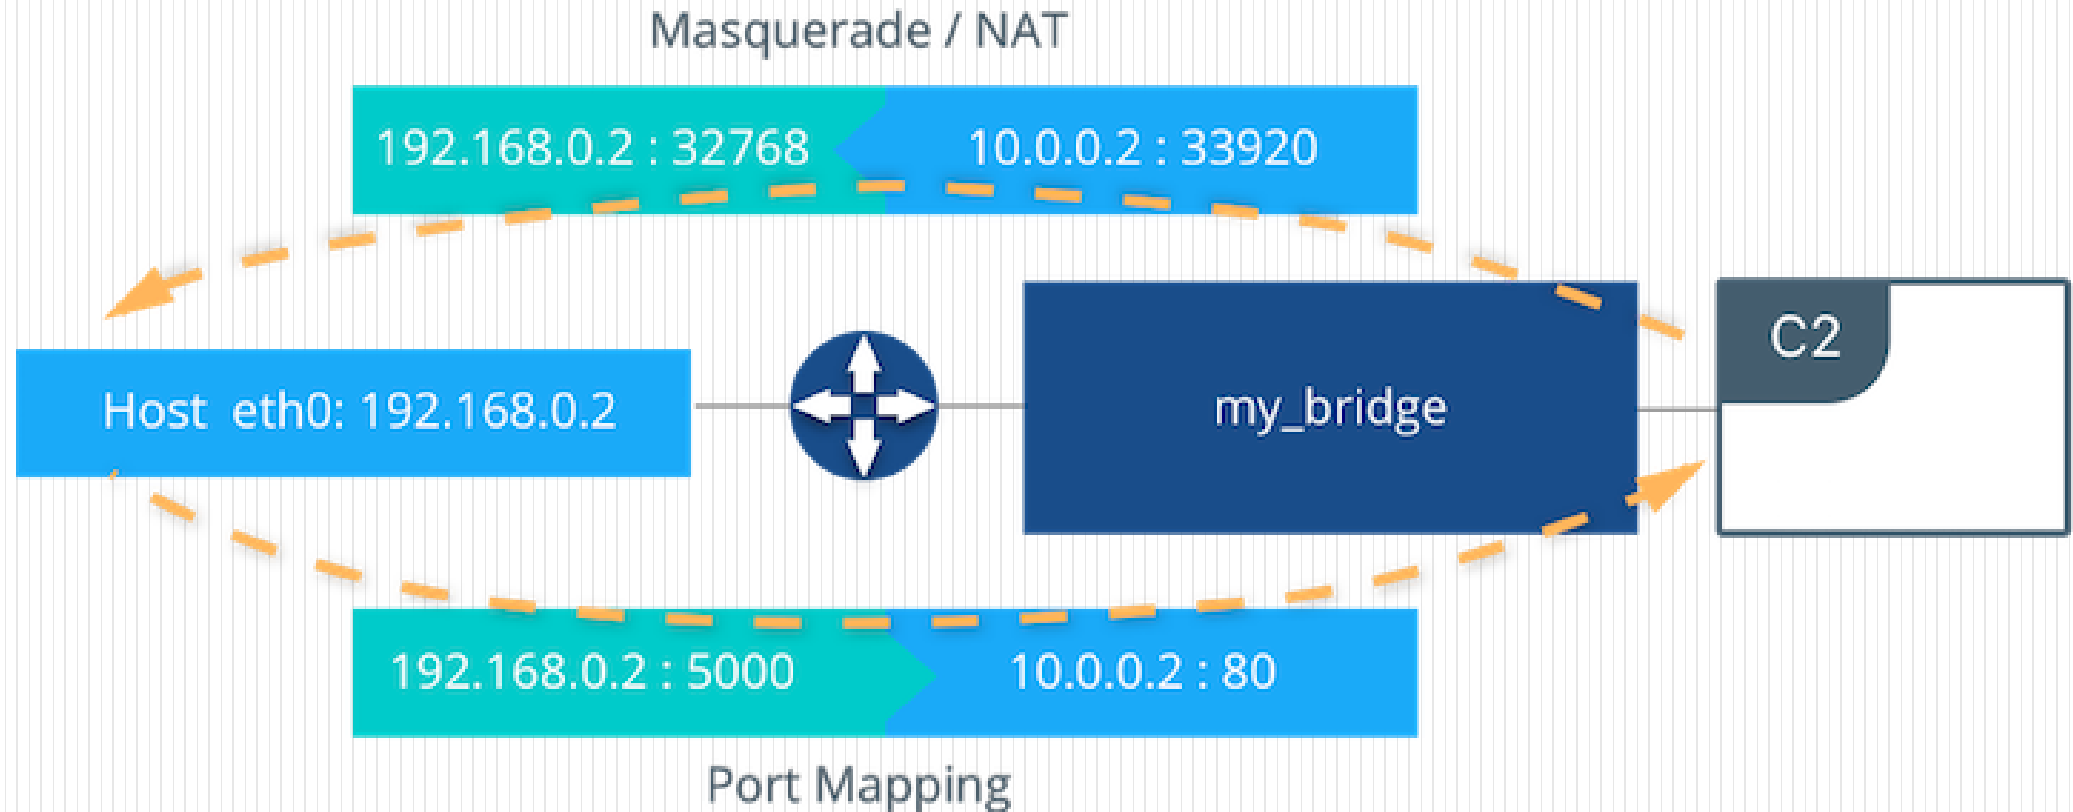 Masquerade / NAT
192.168.0.2 : 32768
10.0.0.2 : 33920
Host eth0: 192.168.0.2
my_bridge
C2
192.168.0.2 : 5000
10.0.0.2 : 80
Port Mapping